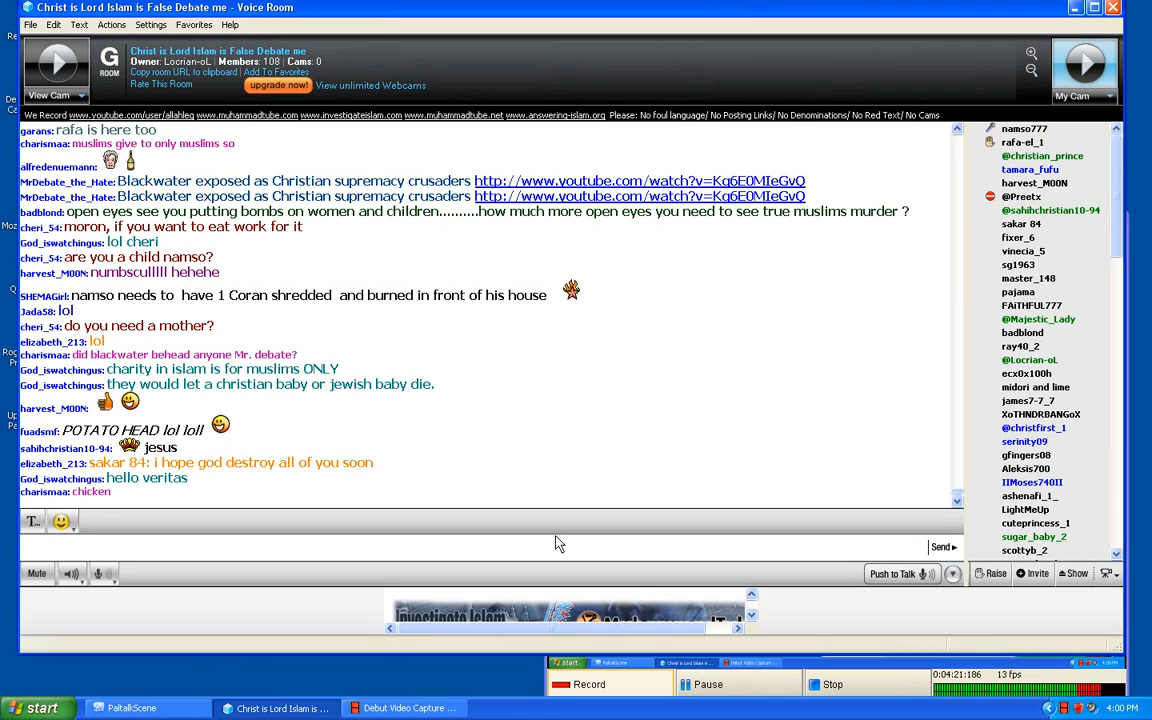 Christ is Lord Islam is False Debate me - Voice Room
File Edit Text Actions Settings Favorites Help
View Cam
G
ROOM
Christ is Lord Islam is False Debate me
Owner: Locrian-oL | Members: 108 | Cams: 0
Copy room URL to clipboard | Add To Favorites
Rate This Room
upgrade now! View unlimited Webcams
My Cam
We Record www.youtube.com/user/allahleg www.muhammadtube.com www.investigateislam.com www.muhammadtube.net www.answering-islam.org Please: No foul language/ No Posting Links/ No Denominations/ No Red Text/ No Cams
garans: rafa is here too
charismaa: muslims give to only muslims so
alfredenuemann:
MrDebate_the_Hate: Blackwater exposed as Christian supremacy crusaders http://www.youtube.com/watch?v=Kq6E0MIeGvQ
MrDebate_the_Hate: Blackwater exposed as Christian supremacy crusaders http://www.youtube.com/watch?v=Kq6E0MIeGvQ
badblond: open eyes see you putting bombs on women and children..........how much more open eyes you need to see true muslims murder ?
cheri_54: moron, if you want to eat work for it
God_iswatchingus: lol cheri
cheri_54: are you a child namso?
harvest_M00N: numbscullll hehehe
SHEMAGirl: namso needs to have 1 Coran shredded and burned in front of his house
Jada58: lol
cheri_54: do you need a mother?
elizabeth_213: lol
charismaa: did blackwater behead anyone Mr. debate?
God_iswatchingus: charity in islam is for muslims ONLY
God_iswatchingus: they would let a christian baby or jewish baby die.
harvest_M00N:
fuadsmf: POTATO HEAD lol loll
sahihchristian10-94: jesus
elizabeth_213: sakar 84: i hope god destroy all of you soon
God_iswatchingus: hello veritas
charismaa: chicken
namso777
rafa-el_1
@christian_prince
tamara_fufu
harvest_M00N
@Preetx
@sahihchristian10-94
sakar 84
fixer_6
vinecia_5
sg1963
master_148
pajama
FAiTHFUL777
@Majestic_Lady
badblond
ray40_2
@Locrian-oL
ecx0x100h
midori and lime
james7-7_7
XoTHNDRBANGoX
@christfirst_1
serinity09
gfingers08
Aleksis700
IIMoses740II
ashenafi_1_
LightMeUp
cuteprincess_1
sugar_baby_2
scottyb_2
T...
Send
Mute
Push to Talk
Raise Invite Show
Investigate Islam
start
Record Pause Stop
0:04:21:186 13 fps
start PaltalkScene Christ is Lord Islam is ... Debut Video Capture ... 4:00 PM